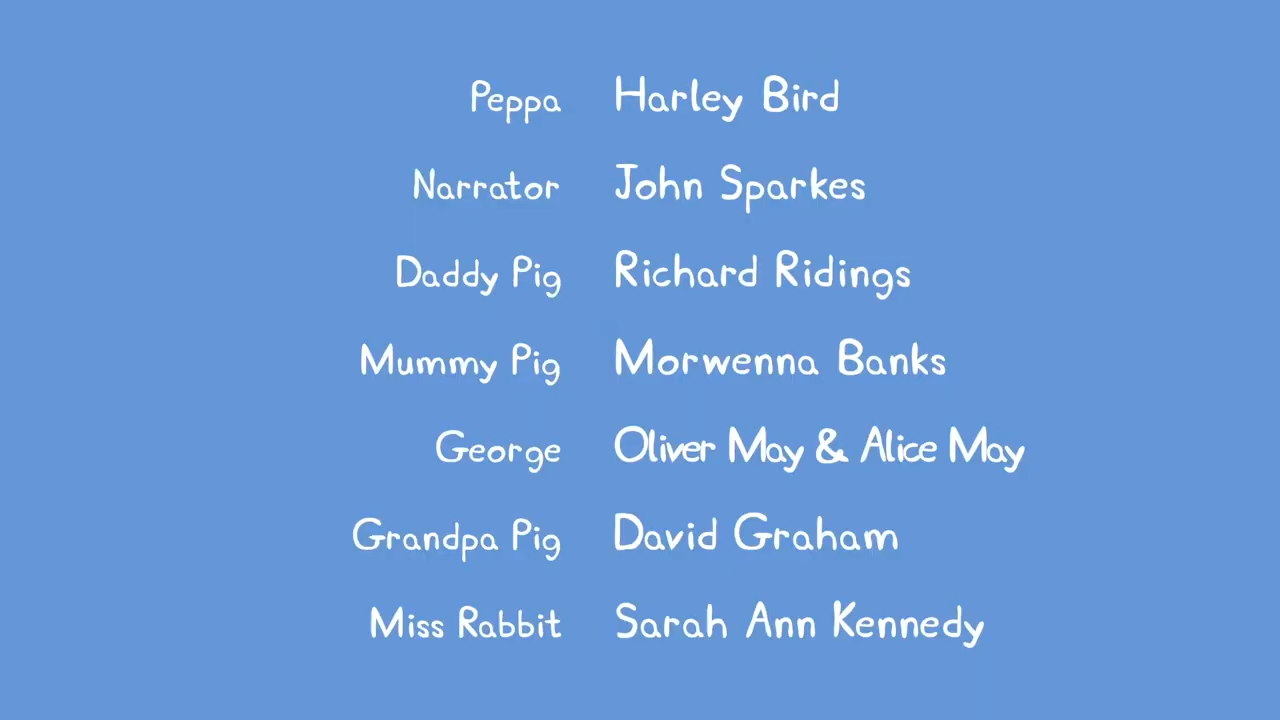 Peppa Harley Bird
Narrator John Sparkes
Daddy Pig Richard Ridings
Mummy Pig Morwenna Banks
George Oliver May & Alice May
Grandpa Pig David Graham
Miss Rabbit Sarah Ann Kennedy